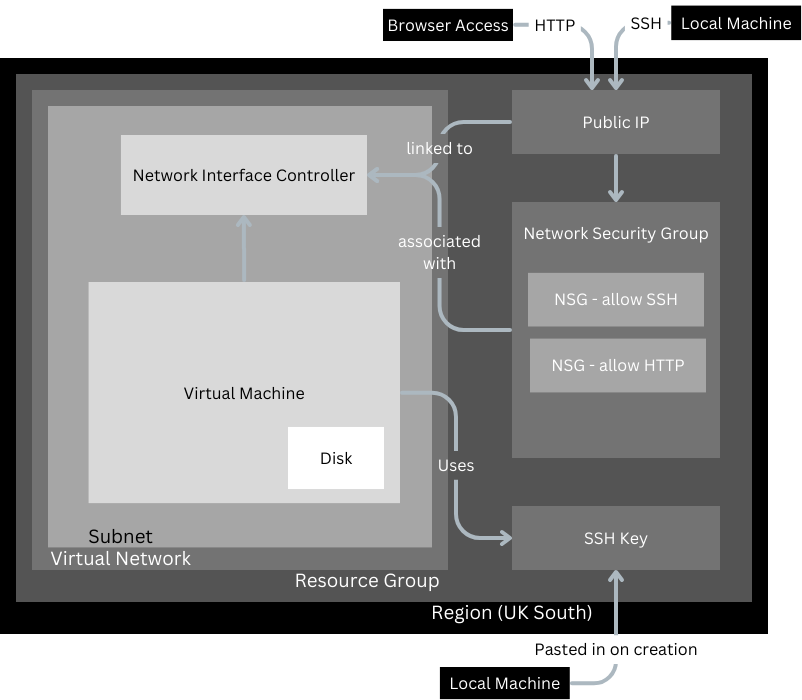 Browser Access
HTTP
SSH
Local Machine
Public IP
linked to
Network Interface Controller
Network Security Group
associated
with
NSG - allow SSH
NSG - allow HTTP
Virtual Machine
Disk
Uses
Subnet
Virtual Network
SSH Key
Resource Group
Region (UK South)
Pasted in on creation
Local Machine